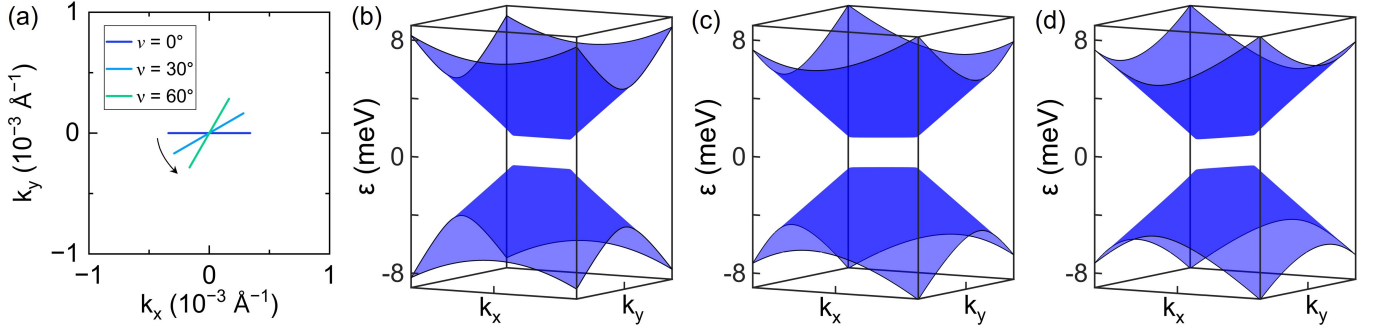 (a)
1
ν = 0°
ν = 30°
ν = 60°
0
−1
k_y (10⁻³ Å⁻¹)
−1
0
1
k_x (10⁻³ Å⁻¹)
(b)
8
0
-8
ε (meV)
k_x
k_y
(c)
8
0
-8
ε (meV)
k_x
k_y
(d)
8
0
-8
ε (meV)
k_x
k_y